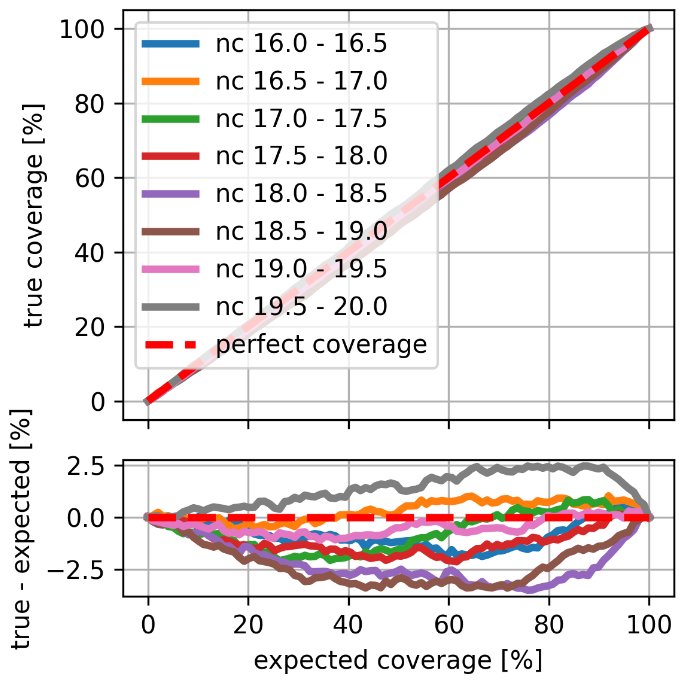 100
80
60
40
20
0
true coverage [%]
nc 16.0 - 16.5
nc 16.5 - 17.0
nc 17.0 - 17.5
nc 17.5 - 18.0
nc 18.0 - 18.5
nc 18.5 - 19.0
nc 19.0 - 19.5
nc 19.5 - 20.0
perfect coverage
true - expected [%]
2.5
0.0
−2.5
0 20 40 60 80 100
expected coverage [%]